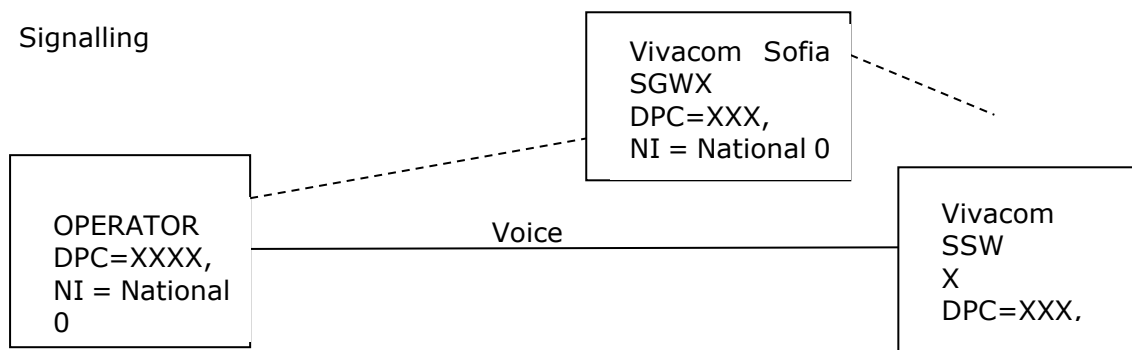 Signalling
Vivacom Sofia
SGWX
DPC=XXX,
NI = National 0
OPERATOR
DPC=XXXX,
NI = National
0
Voice
Vivacom
SSW
X
DPC=XXX,